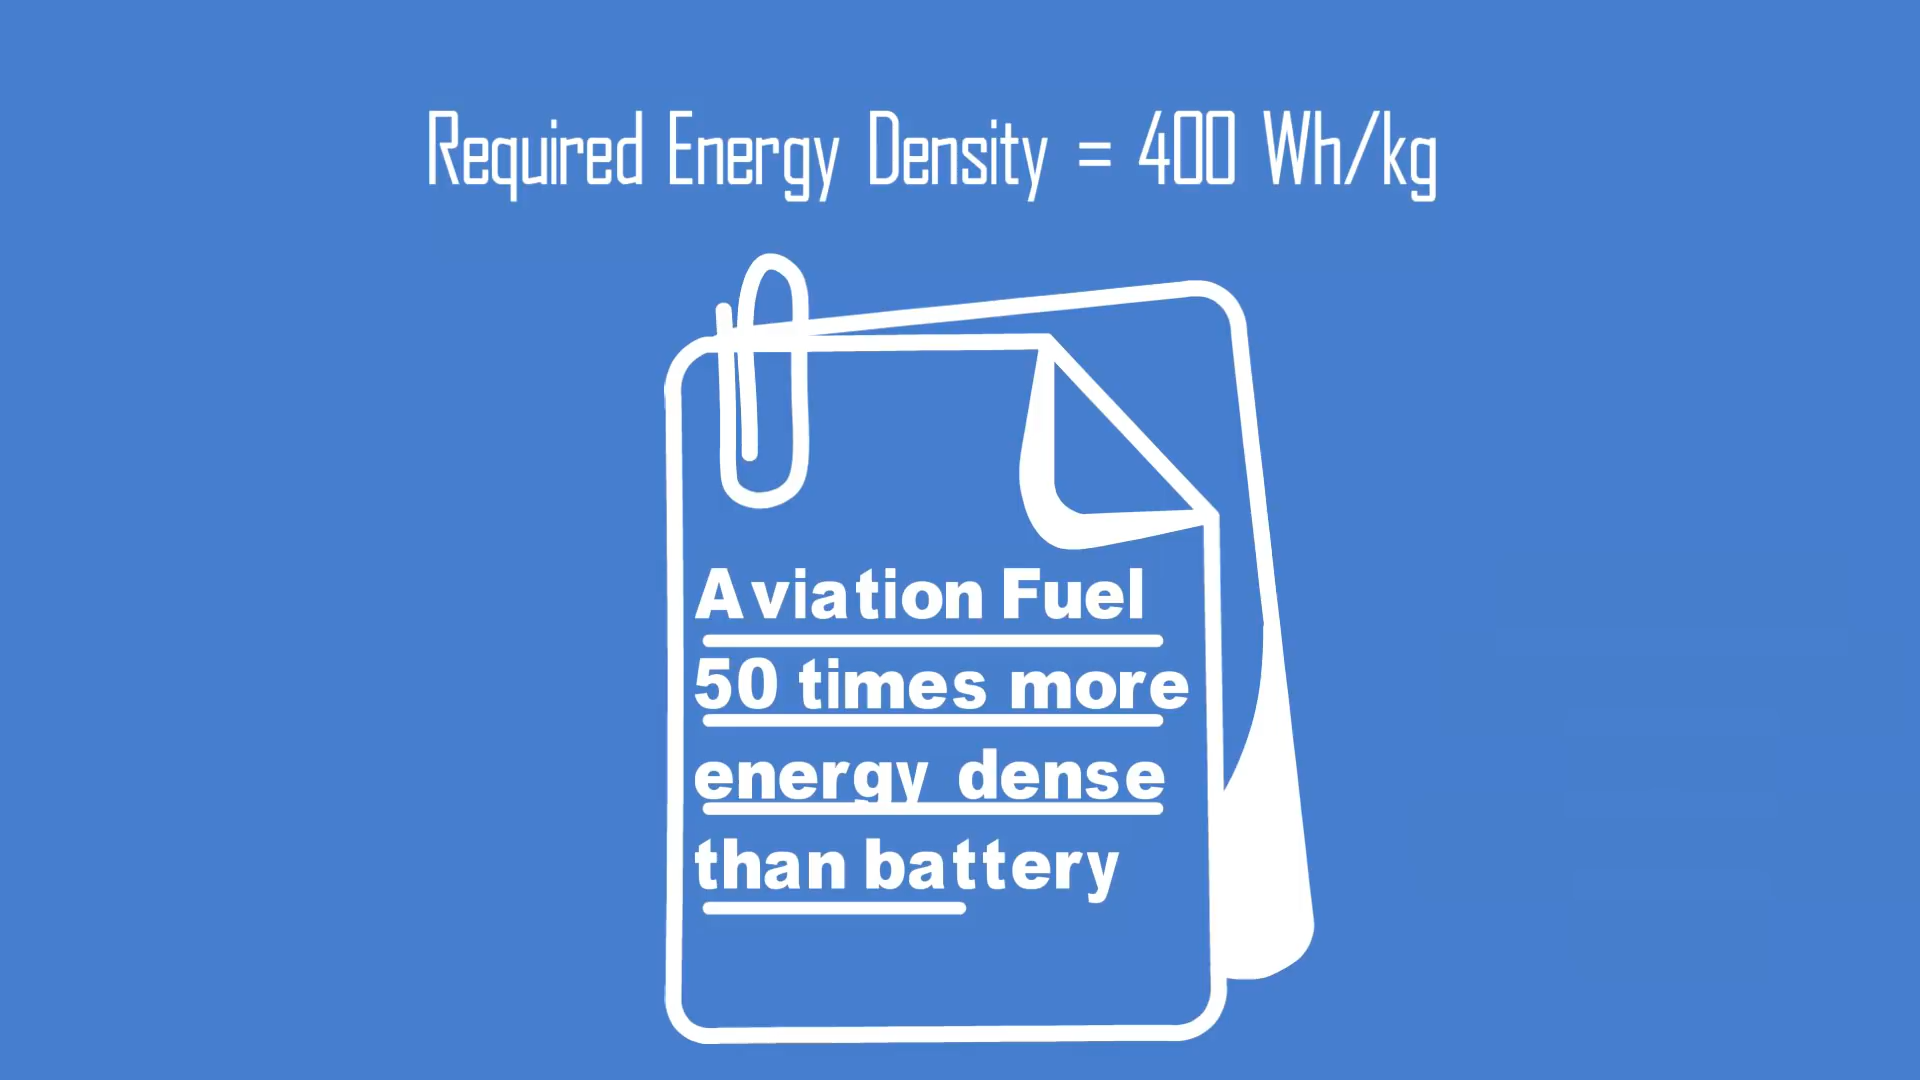 Required Energy Density = 400 Wh/kg
Aviation Fuel
50 times more
energy dense
than battery